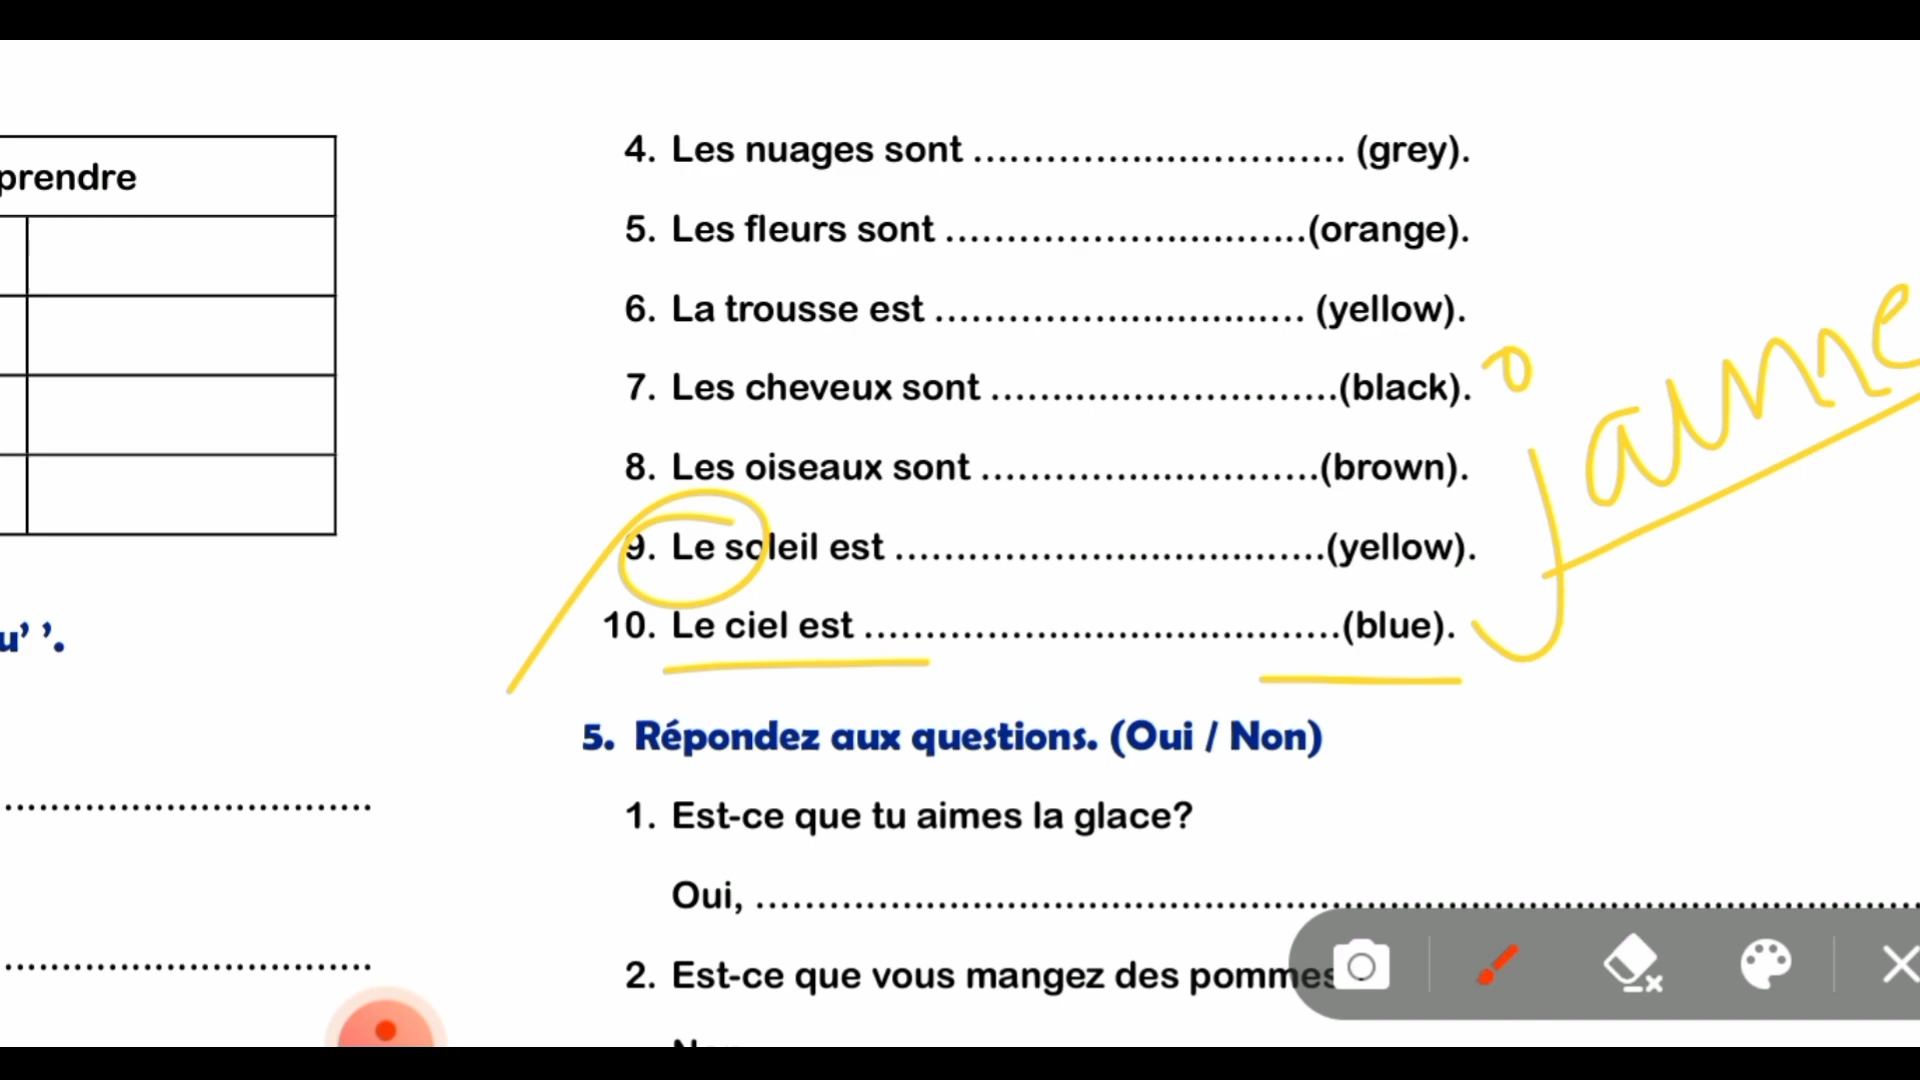 prendre
u’ ’.
4. Les nuages sont .............................. (grey).
5. Les fleurs sont .............................(orange).
6. La trousse est .............................. (yellow).
7. Les cheveux sont ............................(black).
8. Les oiseaux sont ............................(brown).
9. Le soleil est ...................................(yellow).
10. Le ciel est .......................................(blue).
jaune
5. Répondez aux questions. (Oui / Non)
1. Est-ce que tu aimes la glace?
Oui, ................................................................
2. Est-ce que vous mangez des pommes